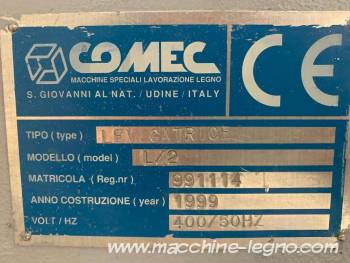 COMEC
CE
MACCHINE SPECIALI LAVORAZIONE LEGNO
S. GIOVANNI AL NAT. / UDINE / ITALY
TIPO (type) LEVIGATRICE
MODELLO (model) L/2
MATRICOLA (Reg.nr) 991114
ANNO COSTRUZIONE (year) 1999
VOLT / HZ 400/50HZ
www.macchine-legno.com